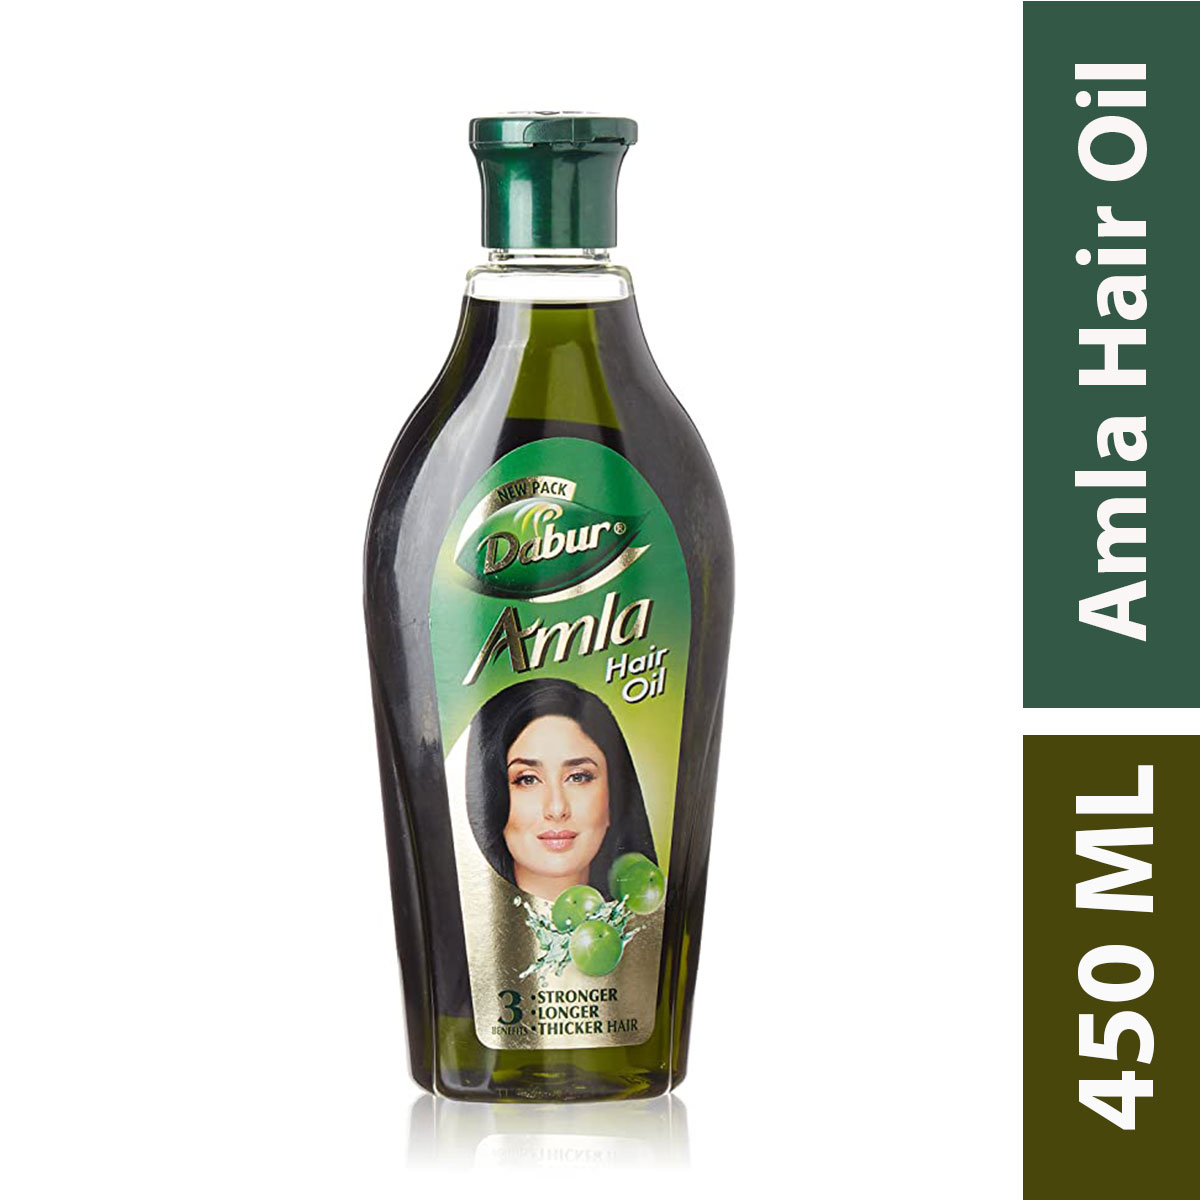 NEW PACK
Dabur®
Amla
Hair
Oil
3
BENEFITS
•STRONGER
•LONGER
•THICKER HAIR
Amla Hair Oil
450 ML